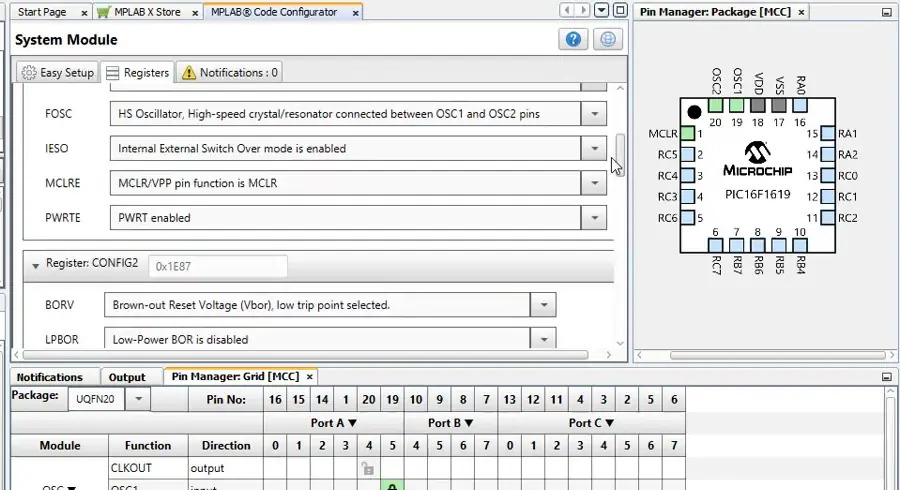 Start Page
MPLAB X Store
MPLAB® Code Configurator
System Module
Easy Setup
Registers
Notifications : 0
FOSC
HS Oscillator, High-speed crystal/resonator connected between OSC1 and OSC2 pins
IESO
Internal External Switch Over mode is enabled
MCLRE
MCLR/VPP pin function is MCLR
PWRTE
PWRT enabled
Register: CONFIG2
0x1E87
BORV
Brown-out Reset Voltage (Vbor), low trip point selected.
LPBOR
Low-Power BOR is disabled
Pin Manager: Package [MCC]
OSC2 OSC1 VDD VSS RA0
20 19 18 17 16
MCLR 1 15 RA1
RC5 2 14 RA2
RC4 3 13 RC0
RC3 4 12 RC1
RC6 5 11 RC2
MICROCHIP
PIC16F1619
6 7 8 9 10
RC7 RB7 RB6 RB5 RB4
Notifications
Output
Pin Manager: Grid [MCC]
Package: UQFN20 Pin No: 16 15 14 1 20 19 10 9 8 7 13 12 11 4 3 2 5 6
Port A Port B Port C
Module Function Direction 0 1 2 3 4 5 4 5 6 7 0 1 2 3 4 5 6 7
CLKOUT output
OSC OSC1 input